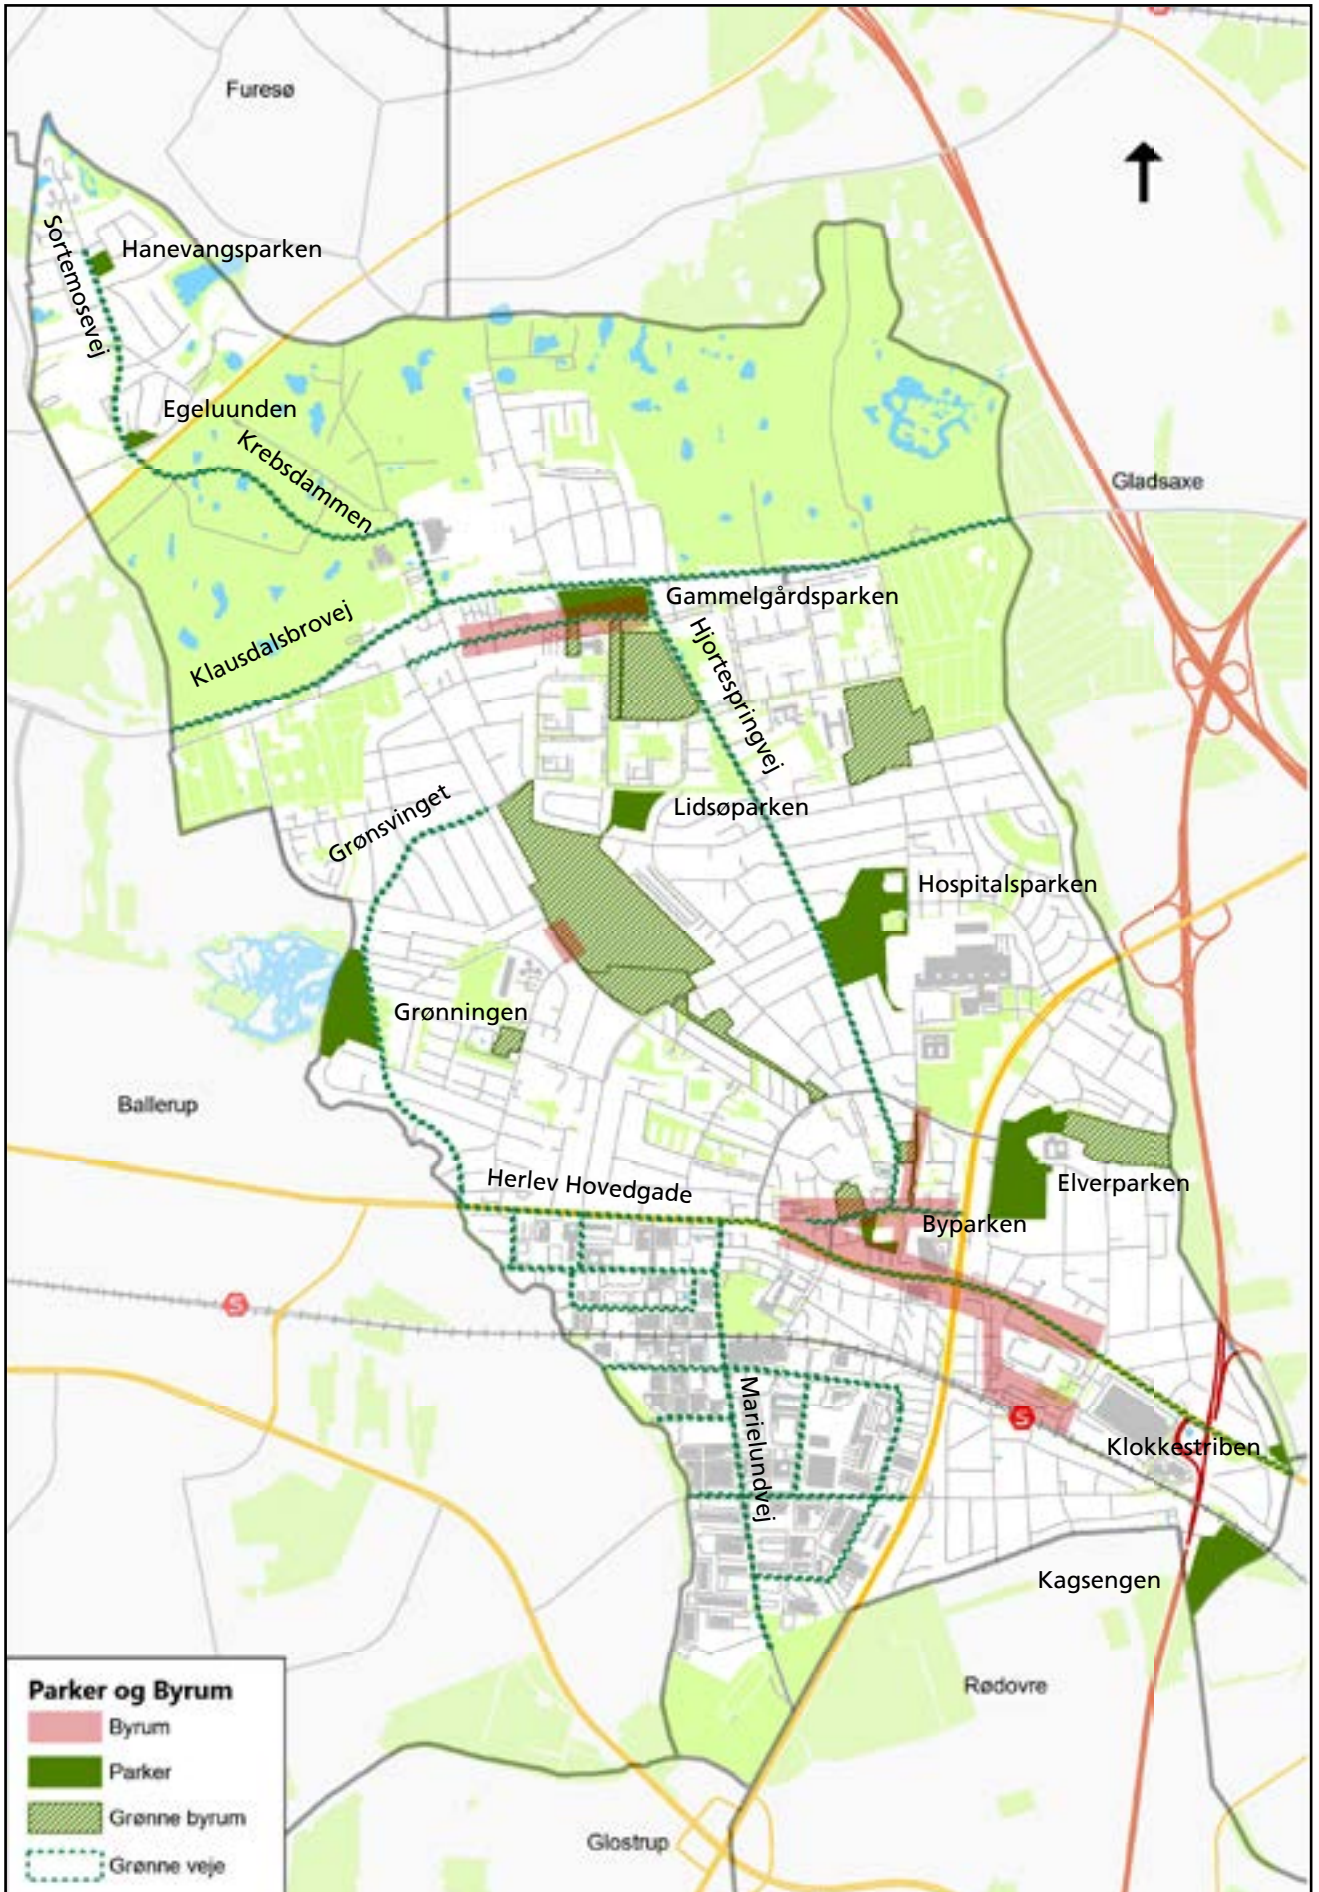 Furesø
Sortemosevej
Hanevangsparken
Egeluunden
Krebsdammen
Gladsaxe
Klausdalsbrovej
Gammelgårdsparken
Hjortespringvej
Grønsvinget
Lidsøparken
Hospitalsparken
Grønningen
Ballerup
Herlev Hovedgade
Elverparken
Byparken
S
Marielundvej
S
Klokkestriben
Kagsengen
Rødovre
Glostrup
Parker og Byrum
Byrum
Parker
Grønne byrum
Grønne veje